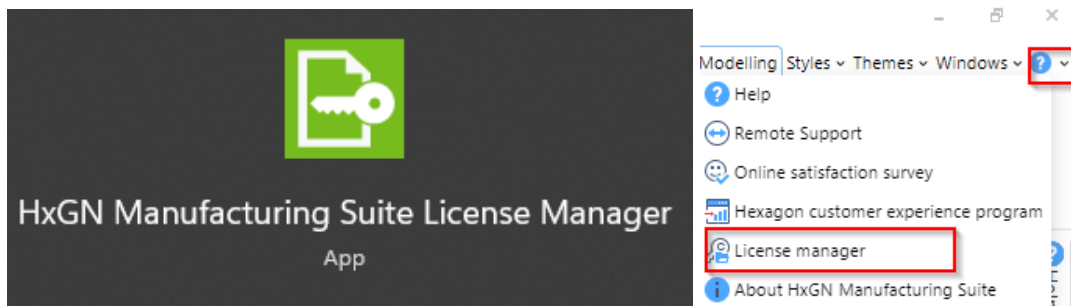 HxGN Manufacturing Suite License Manager
App
Modelling Styles Themes Windows ?
? Help
Remote Support
Online satisfaction survey
Hexagon customer experience program
License manager
i About HxGN Manufacturing Suite